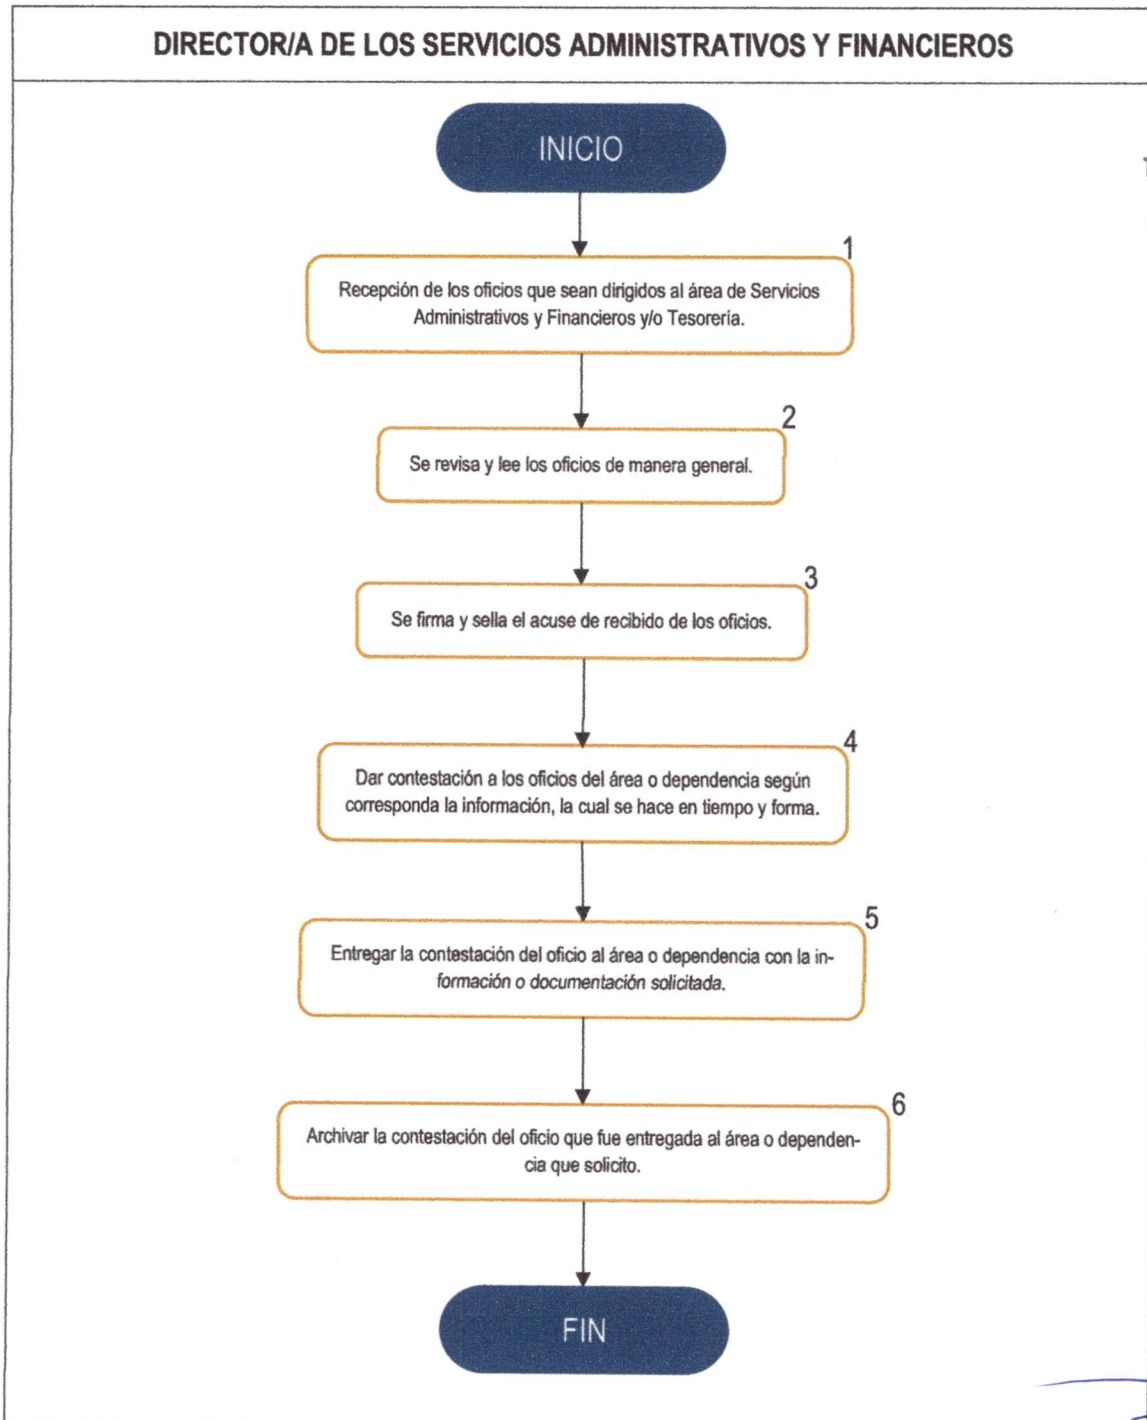 DIRECTOR/A DE LOS SERVICIOS ADMINISTRATIVOS Y FINANCIEROS
INICIO
1
Recepción de los oficios que sean dirigidos al área de Servicios
Administrativos y Financieros y/o Tesorería.
2
Se revisa y lee los oficios de manera general.
3
Se firma y sella el acuse de recibido de los oficios.
4
Dar contestación a los oficios del área o dependencia según
corresponda la información, la cual se hace en tiempo y forma.
5
Entregar la contestación del oficio al área o dependencia con la in-
formación o documentación solicitada.
6
Archivar la contestación del oficio que fue entregada al área o dependen-
cia que solicito.
FIN